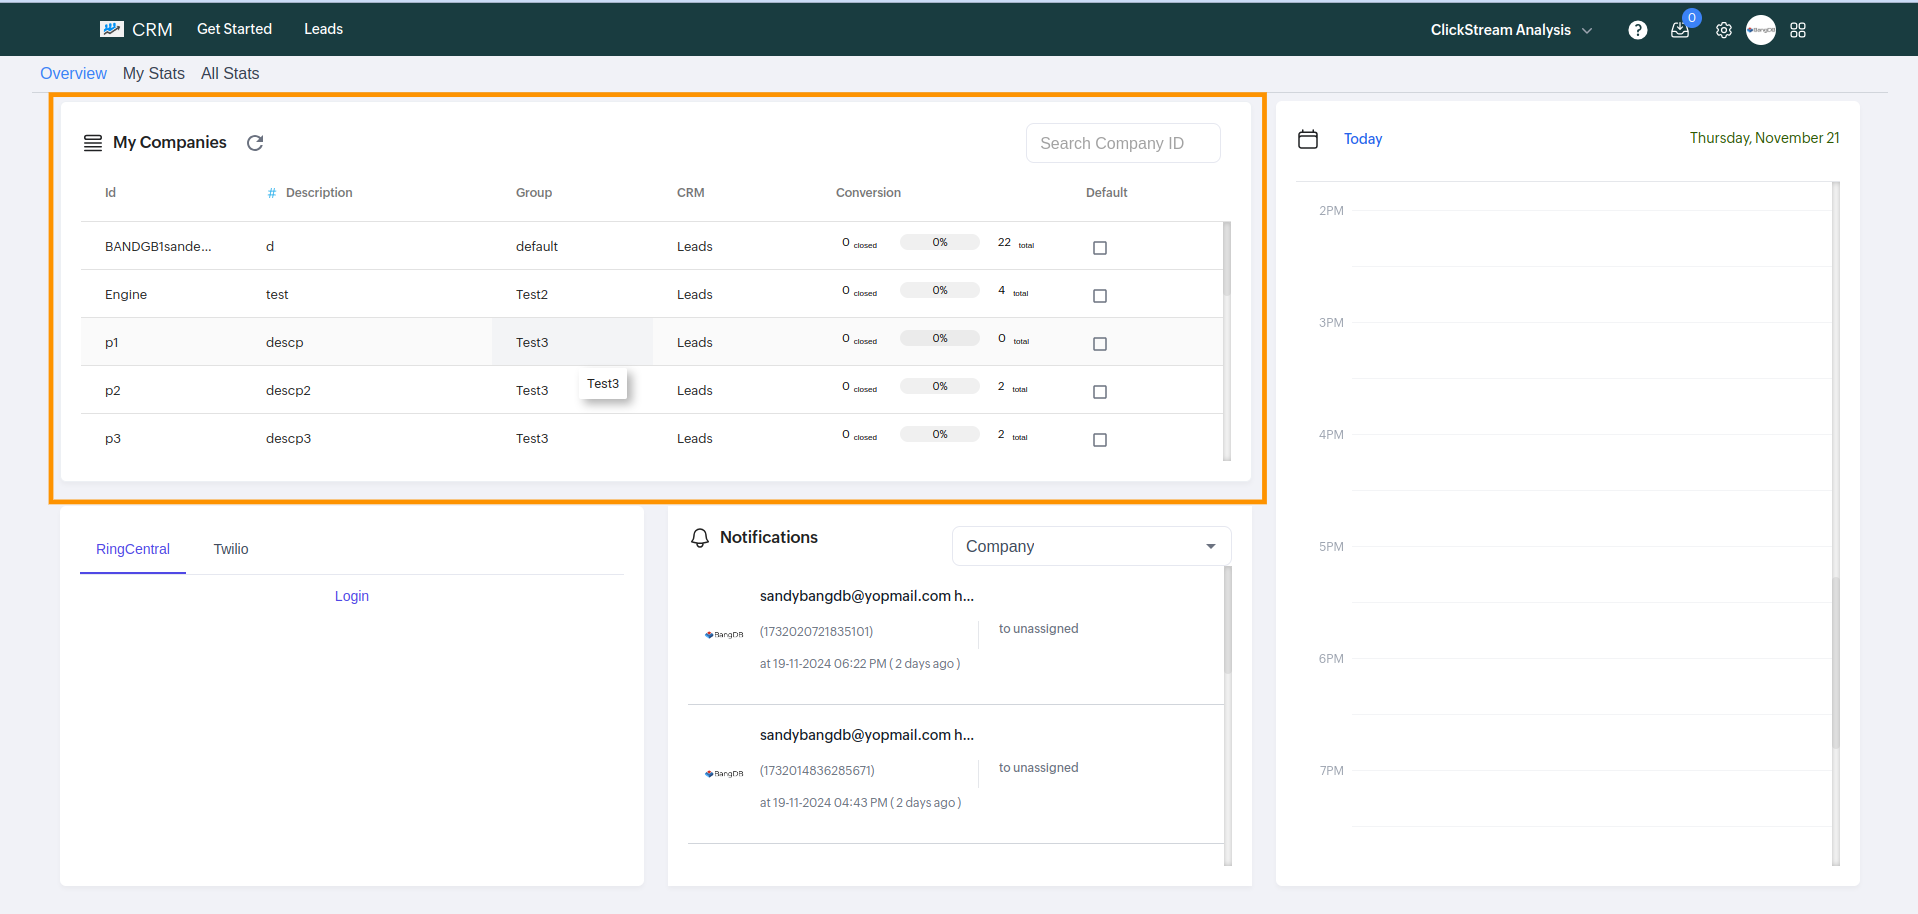 CRM Get Started Leads ClickStream Analysis ? 0 BangDB
Overview My Stats All Stats
My Companies Search Company ID
Id # Description Group CRM Conversion Default
BANDGB1sande... d default Leads 0 closed 0% 22 total
Engine test Test2 Leads 0 closed 0% 4 total
p1 descp Test3 Leads 0 closed 0% 0 total
Test3
p2 descp2 Test3 Leads 0 closed 0% 2 total
p3 descp3 Test3 Leads 0 closed 0% 2 total
RingCentral Twilio
Login
Notifications Company
sandybangdb@yopmail.com h...
BangDB (1732020721835101) to unassigned
at 19-11-2024 06:22 PM ( 2 days ago )
sandybangdb@yopmail.com h...
BangDB (1732014836285671) to unassigned
at 19-11-2024 04:43 PM ( 2 days ago )
Today Thursday, November 21
2PM
3PM
4PM
5PM
6PM
7PM